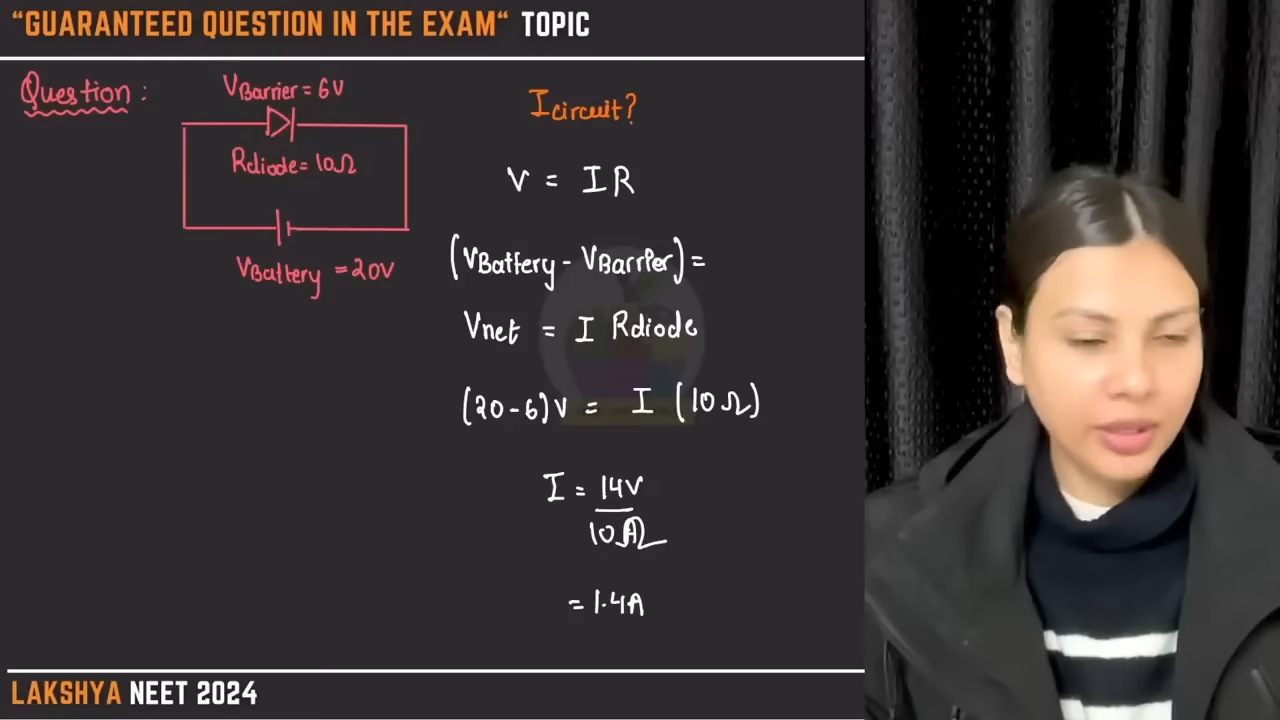 “GUARANTEED QUESTION IN THE EXAM“ TOPIC
Question:
VBarrier = 6V
Rdiode = 10Ω
VBattery = 20V
Icircuit?
V = IR
(VBattery - VBarrier) =
Vnet = I Rdiode
(20-6)V = I (10Ω)
I = 14V
10Ω
= 1.4A
LAKSHYA NEET 2024